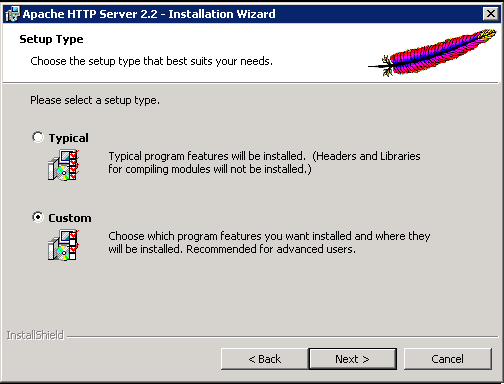 Apache HTTP Server 2.2 - Installation Wizard
Setup Type
Choose the setup type that best suits your needs.
Please select a setup type.
Typical
Typical program features will be installed. (Headers and Libraries
for compiling modules will not be installed.)
Custom
Choose which program features you want installed and where they
will be installed. Recommended for advanced users.
InstallShield
< Back
Next >
Cancel